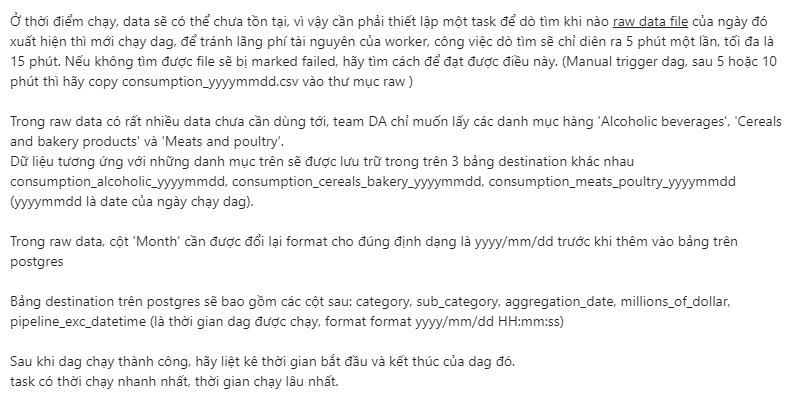 Ở thời điểm chạy, data sẽ có thể chưa tồn tại, vì vậy cần phải thiết lập một task để dò tìm khi nào raw data file của ngày đó
xuất hiện thì mới chạy dag, để tránh lãng phí tài nguyên của worker, công việc dò tìm sẽ chỉ diên ra 5 phút một lần, tối đa là
15 phút. Nếu không tìm được file sẽ bị marked failed, hãy tìm cách để đạt được điều này. (Manual trigger dag, sau 5 hoặc 10
phút thì hãy copy consumption_yyyymmdd.csv vào thư mục raw )
Trong raw data có rất nhiều data chưa cần dùng tới, team DA chỉ muốn lấy các danh mục hàng 'Alcoholic beverages', 'Cereals
and bakery products' và 'Meats and poultry'.
Dữ liệu tương ứng với những danh mục trên sẽ được lưu trữ trong trên 3 bảng destination khác nhau
consumption_alcoholic_yyyymmdd, consumption_cereals_bakery_yyyymmdd, consumption_meats_poultry_yyyymmdd
(yyyymmdd là date của ngày chạy dag).
Trong raw data, cột 'Month' cần được đổi lại format cho đúng định dạng là yyyy/mm/dd trước khi thêm vào bảng trên
postgres
Bảng destination trên postgres sẽ bao gồm các cột sau: category, sub_category, aggregation_date, millions_of_dollar,
pipeline_exc_datetime (là thời gian dag được chạy, format format yyyy/mm/dd HH:mm:ss)
Sau khi dag chạy thành công, hãy liệt kê thời gian bắt đầu và kết thúc của dag đó.
task có thời chạy nhanh nhất, thời gian chạy lâu nhất.